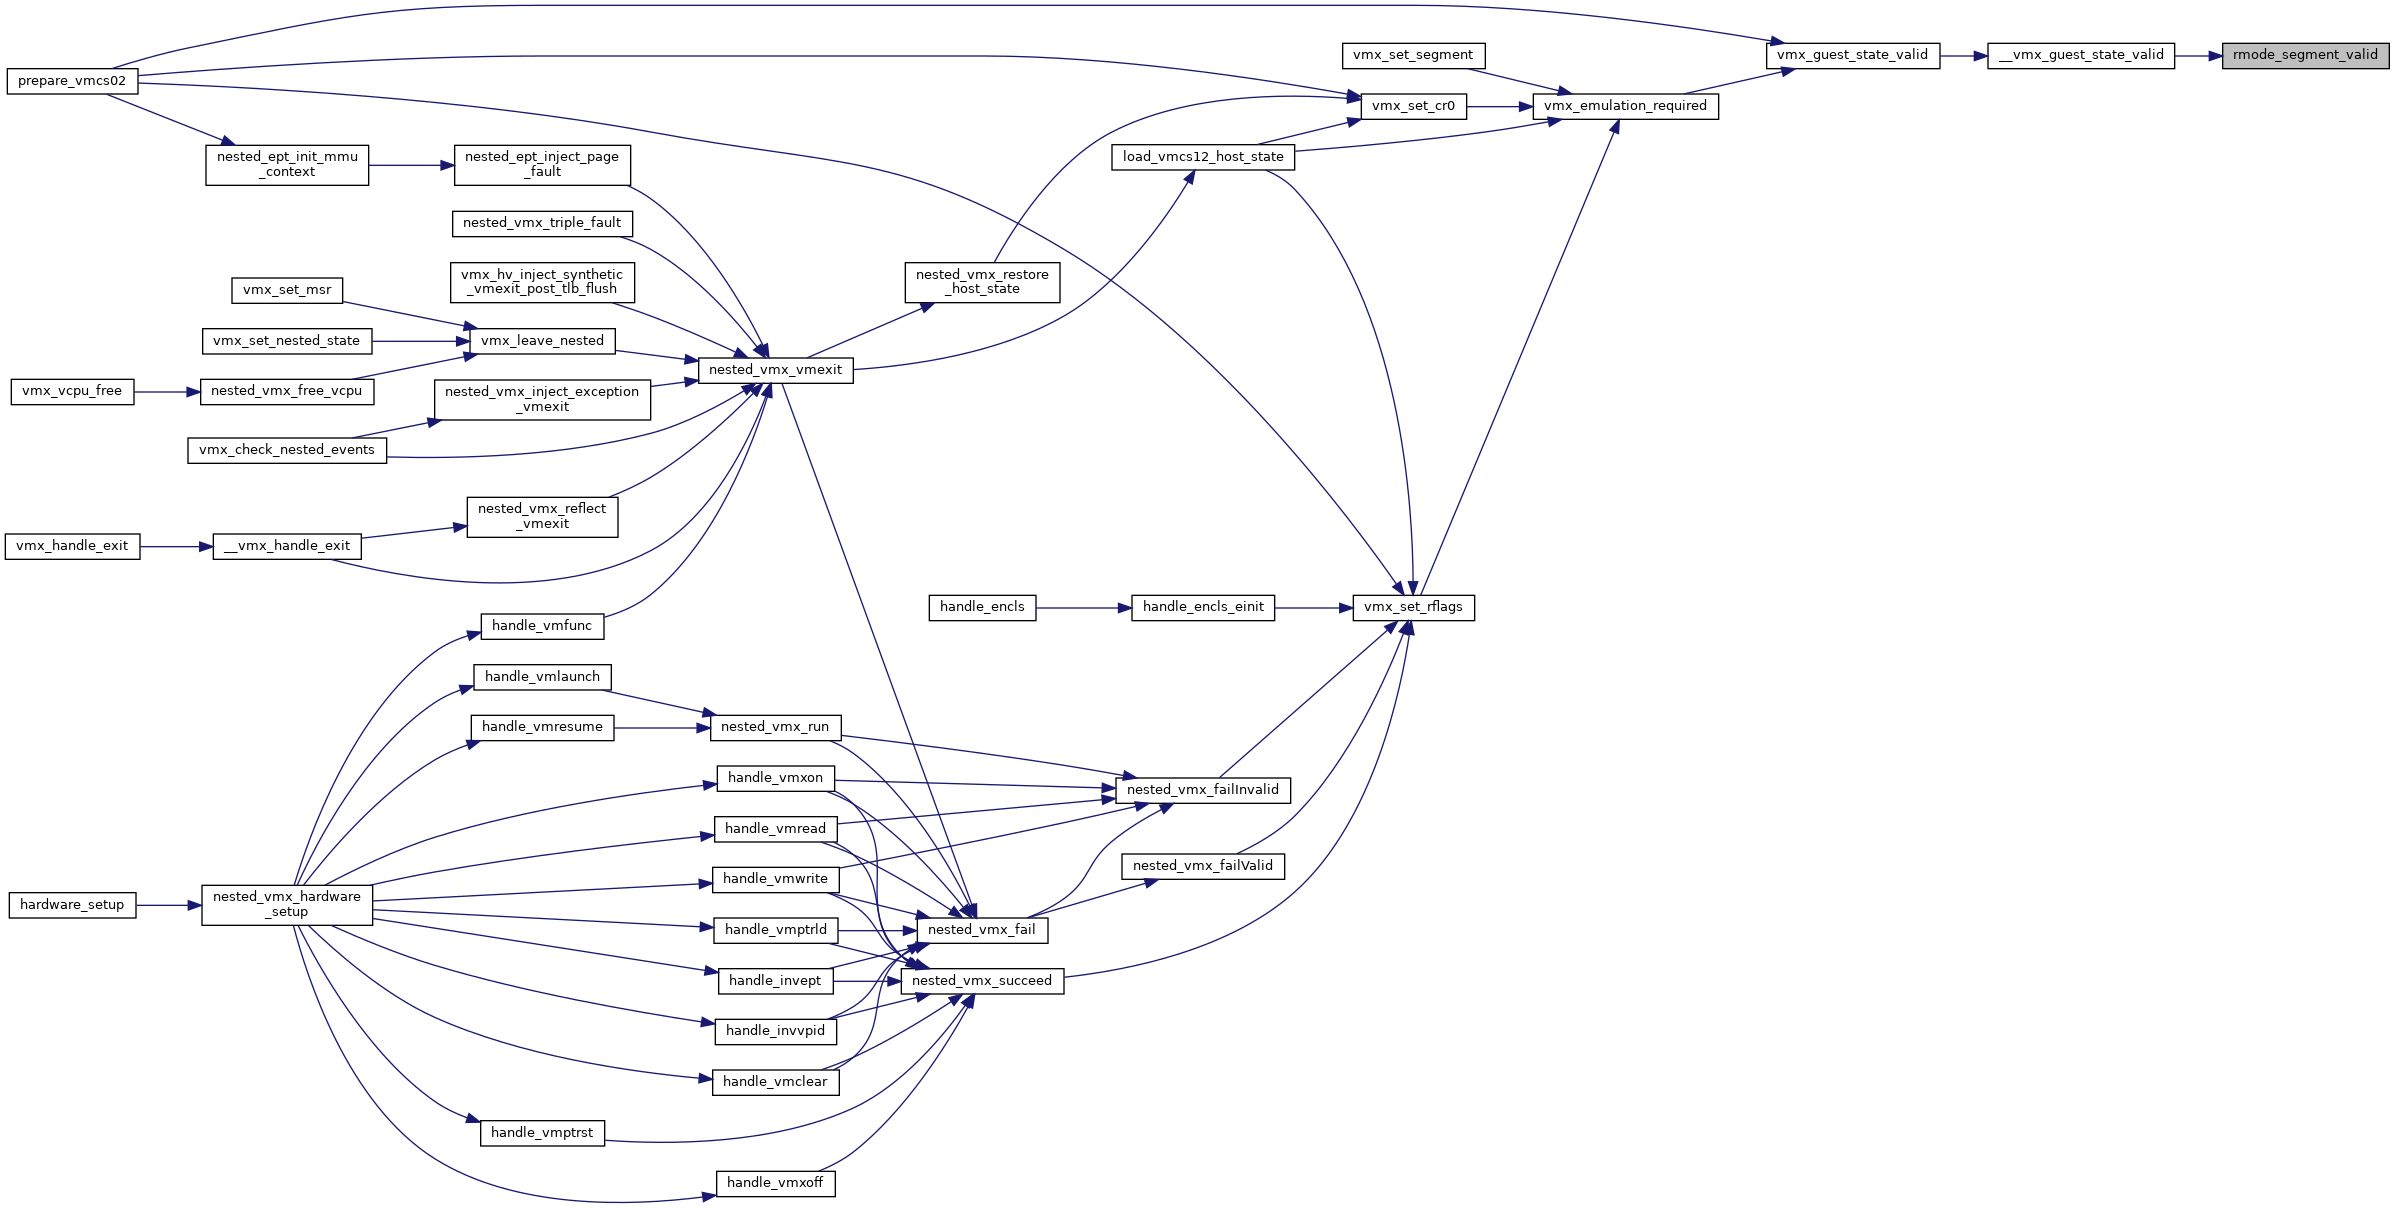 prepare_vmcs02
vmx_set_segment
vmx_guest_state_valid
__vmx_guest_state_valid
rmode_segment_valid
vmx_set_cr0
vmx_emulation_required
nested_ept_init_mmu
_context
nested_ept_inject_page
_fault
load_vmcs12_host_state
nested_vmx_triple_fault
vmx_hv_inject_synthetic
_vmexit_post_tlb_flush
nested_vmx_restore
_host_state
vmx_set_msr
vmx_set_nested_state
vmx_leave_nested
nested_vmx_vmexit
vmx_vcpu_free
nested_vmx_free_vcpu
nested_vmx_inject_exception
_vmexit
vmx_check_nested_events
nested_vmx_reflect
_vmexit
vmx_handle_exit
__vmx_handle_exit
handle_encls
handle_encls_einit
vmx_set_rflags
handle_vmfunc
handle_vmlaunch
handle_vmresume
nested_vmx_run
handle_vmxon
nested_vmx_failInvalid
handle_vmread
nested_vmx_failValid
handle_vmwrite
hardware_setup
nested_vmx_hardware
_setup
handle_vmptrld
nested_vmx_fail
handle_invept
nested_vmx_succeed
handle_invvpid
handle_vmclear
handle_vmptrst
handle_vmxoff